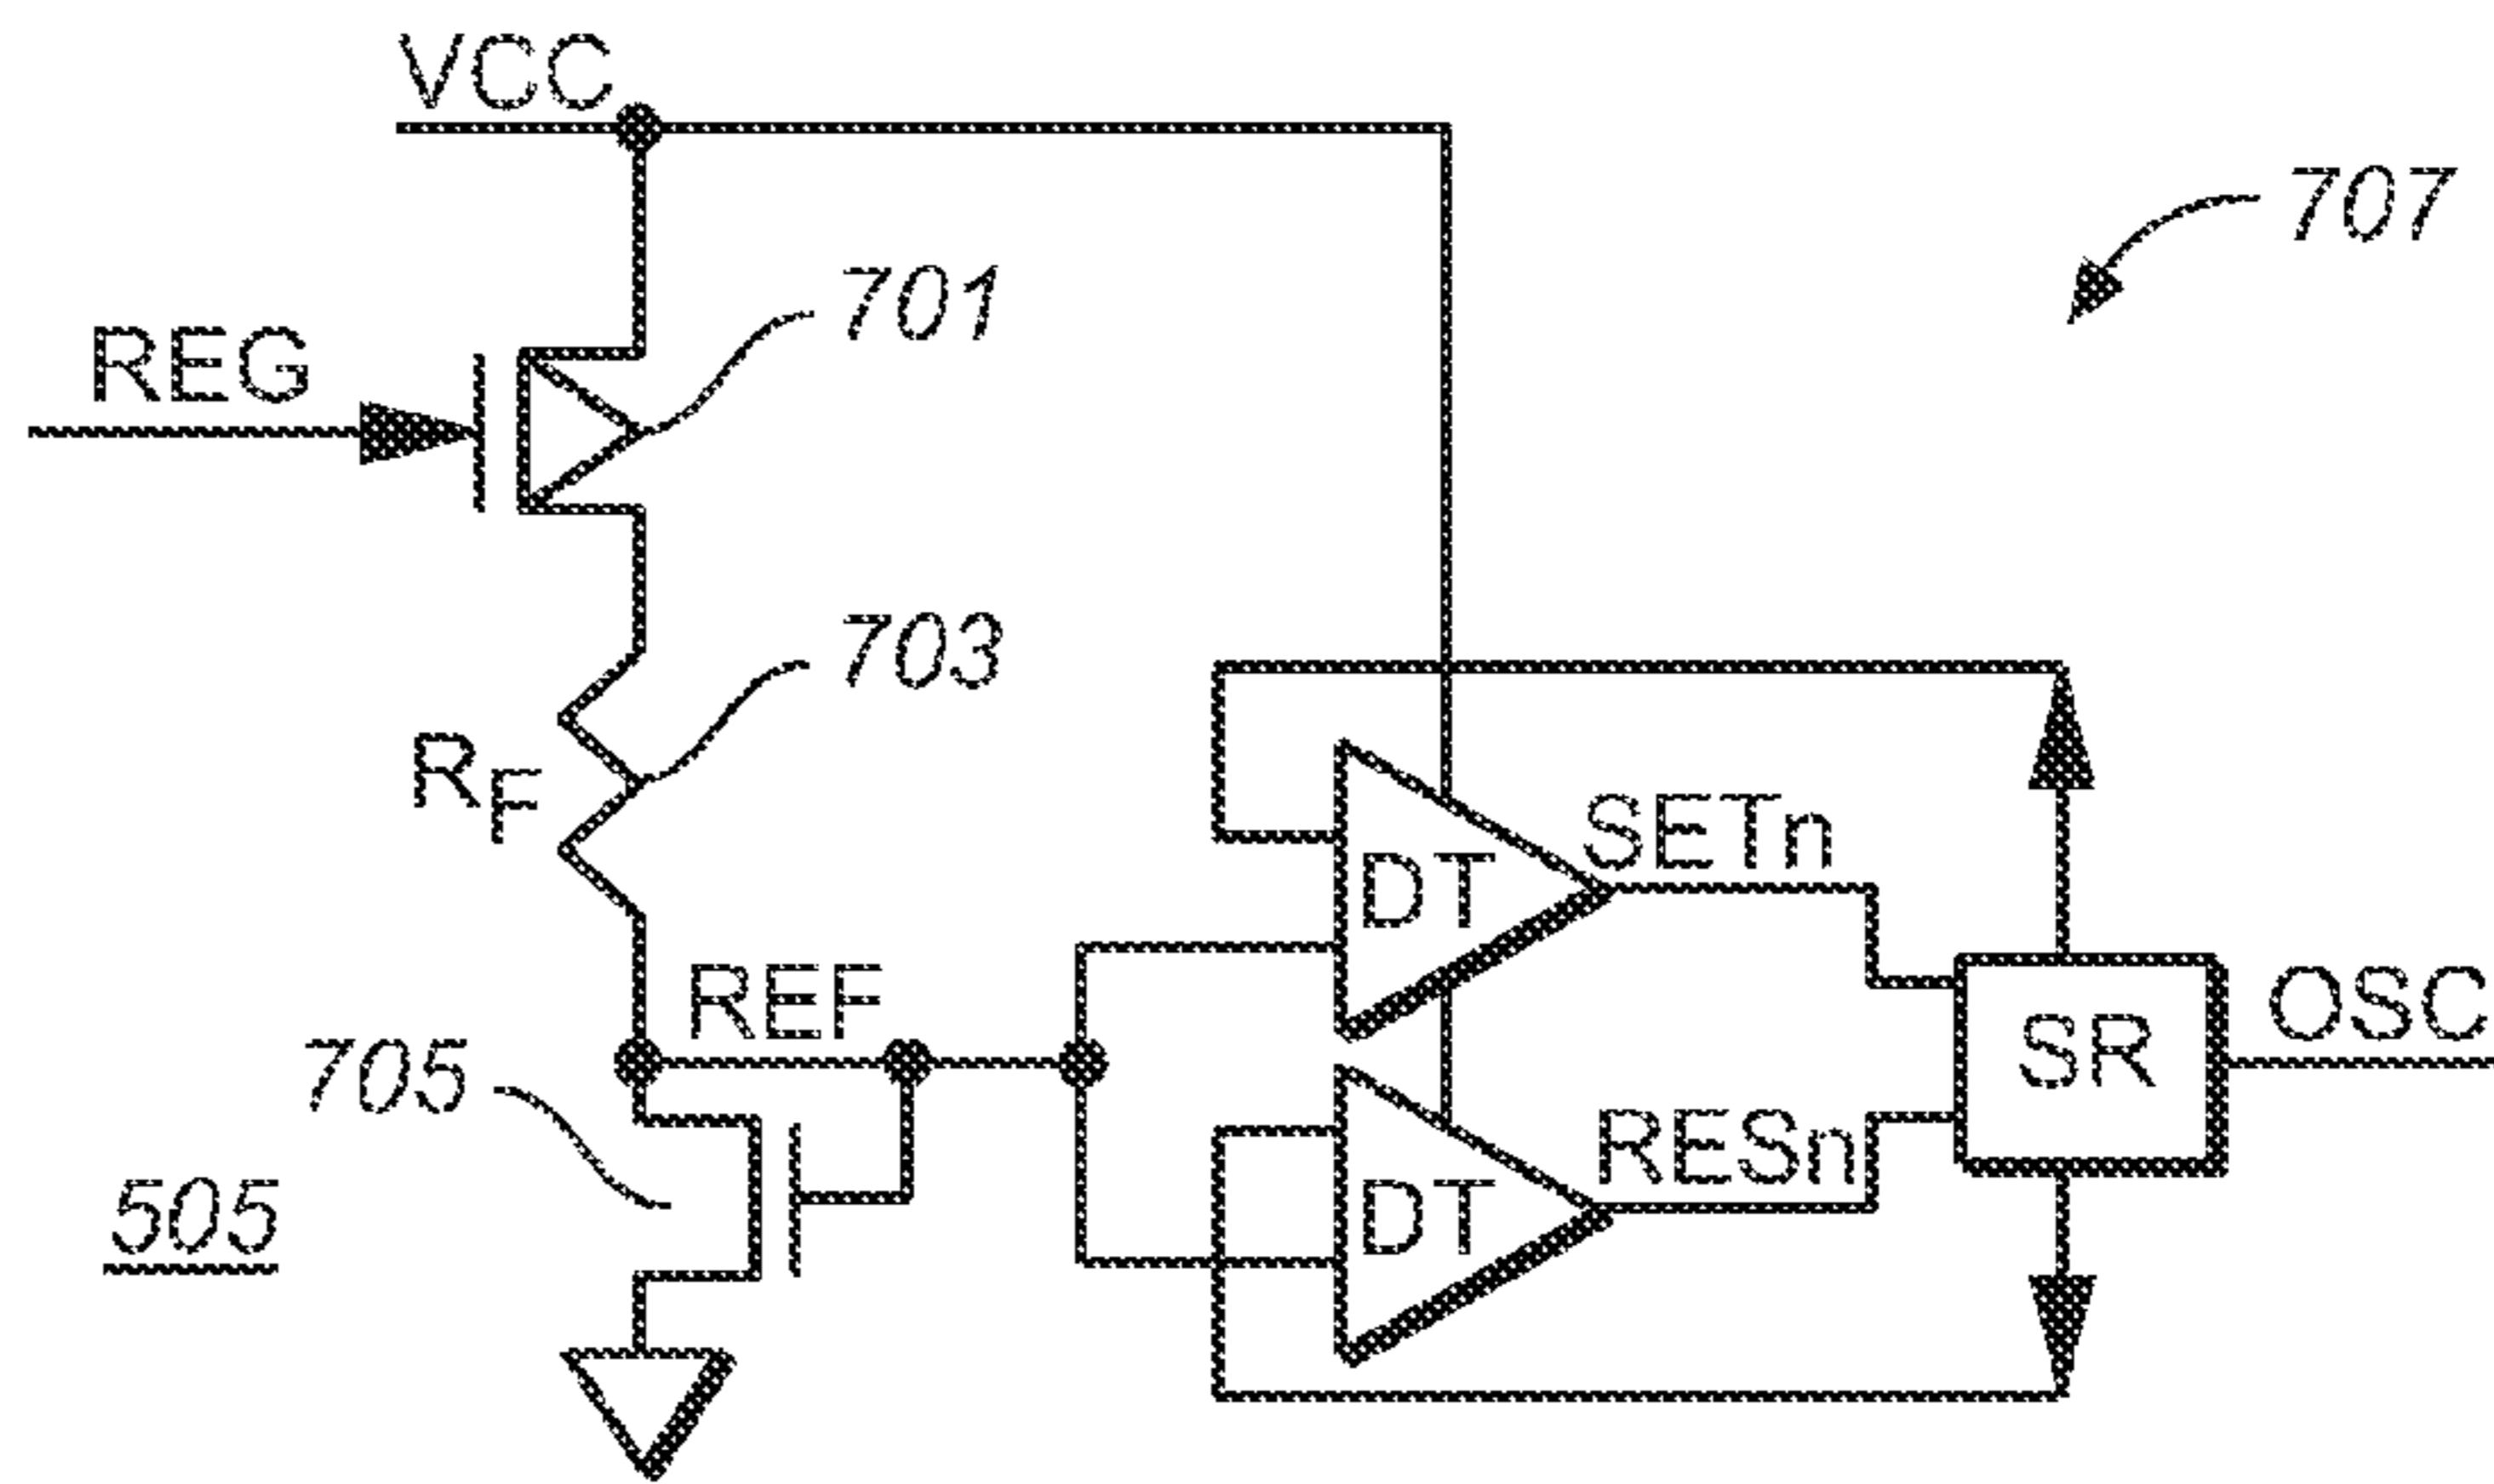 VCC
707
701
REG
703
RF
SETn
DT
REF
OSC
SR
705
RESn
DT
505